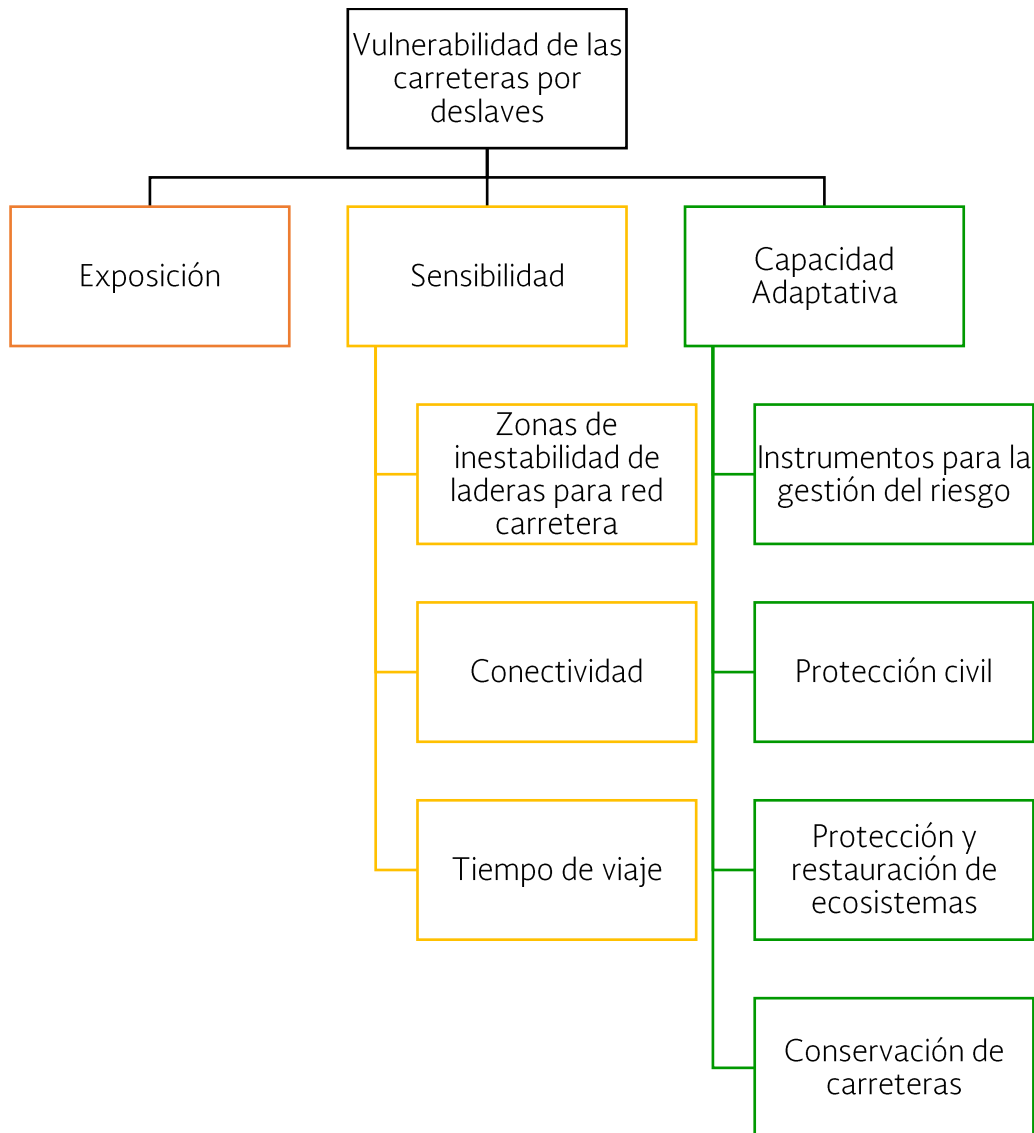 Vulnerabilidad de las
carreteras por
deslaves
Exposición
Sensibilidad
Capacidad
Adaptativa
Zonas de
inestabilidad de
laderas para red
carretera
Conectividad
Tiempo de viaje
Instrumentos para la
gestión del riesgo
Protección civil
Protección y
restauración de
ecosistemas
Conservación de
carreteras